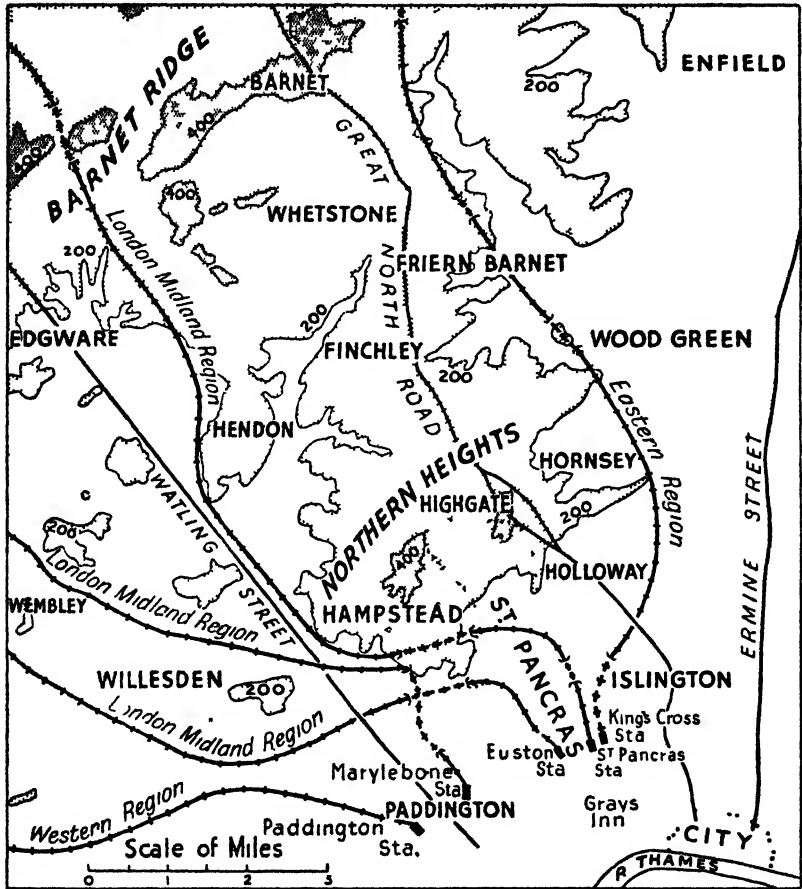 ENFIELD
BARNET RIDGE
BARNET
200
400
400
GREAT
400
WHETSTONE
London Midland Region
200
NORTH
FRIERN BARNET
EDGWARE
200
FINCHLEY
WOOD GREEN
200
ROAD
Eastern Region
HENDON
NORTHERN HEIGHTS
HORNSEY
ERMINE STREET
WATLING STREET
HIGHGATE
200
200
400
London Midland Region
HOLLOWAY
WEMBLEY
HAMPSTEAD
ST. PANCRAS
WILLESDEN
200
ISLINGTON
London Midland Region
King's Cross
Sta
Euston
Sta
ST Pancras
Sta
Marylebone
Sta
PADDINGTON
Grays
Inn
Western Region
Paddington
Sta.
CITY
Scale of Miles
R. THAMES
0 1 2 3